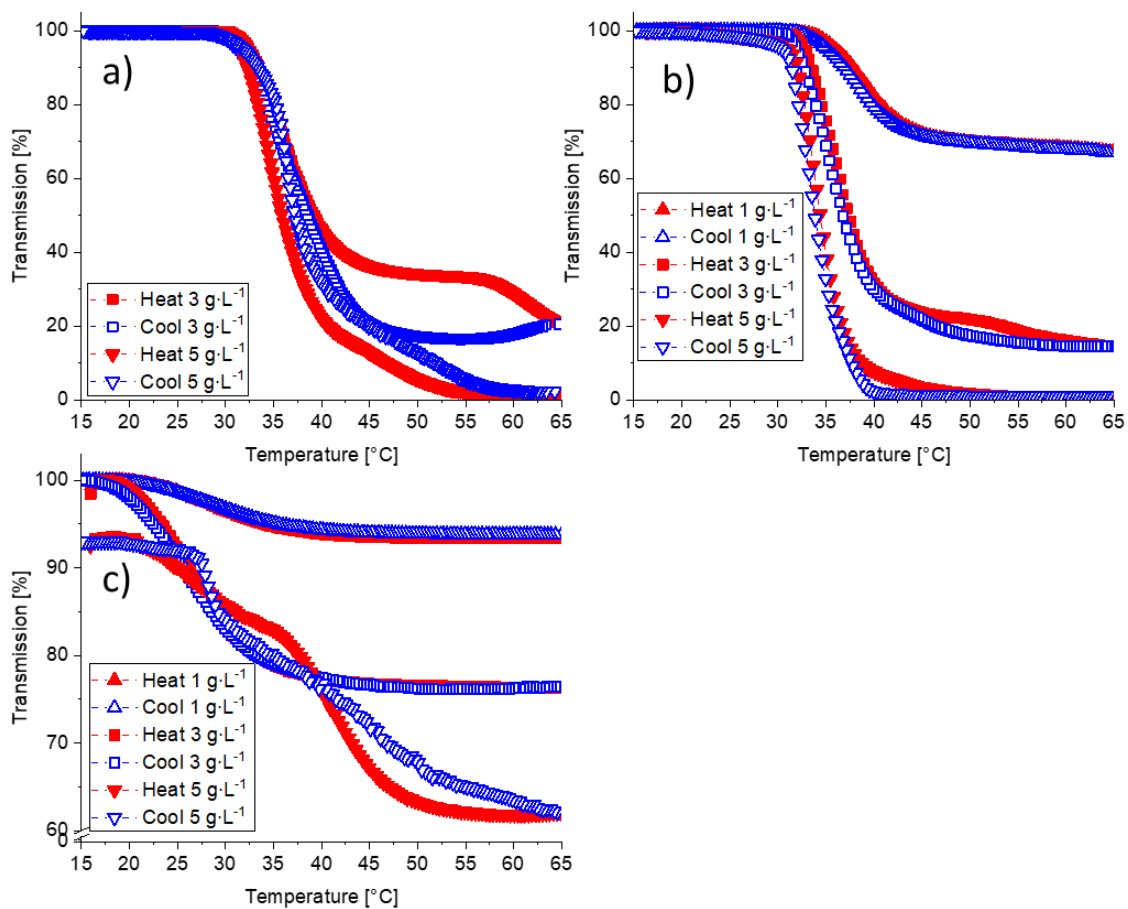 a)
Transmission [%]
100
80
60
40
20
0
Heat 3 g·L⁻¹
Cool 3 g·L⁻¹
Heat 5 g·L⁻¹
Cool 5 g·L⁻¹
15 20 25 30 35 40 45 50 55 60 65
Temperature [°C]
b)
Transmission [%]
100
80
60
40
20
0
Heat 1 g·L⁻¹
Cool 1 g·L⁻¹
Heat 3 g·L⁻¹
Cool 3 g·L⁻¹
Heat 5 g·L⁻¹
Cool 5 g·L⁻¹
15 20 25 30 35 40 45 50 55 60 65
Temperature [°C]
c)
Transmission [%]
100
90
80
70
60
0
Heat 1 g·L⁻¹
Cool 1 g·L⁻¹
Heat 3 g·L⁻¹
Cool 3 g·L⁻¹
Heat 5 g·L⁻¹
Cool 5 g·L⁻¹
15 20 25 30 35 40 45 50 55 60 65
Temperature [°C]